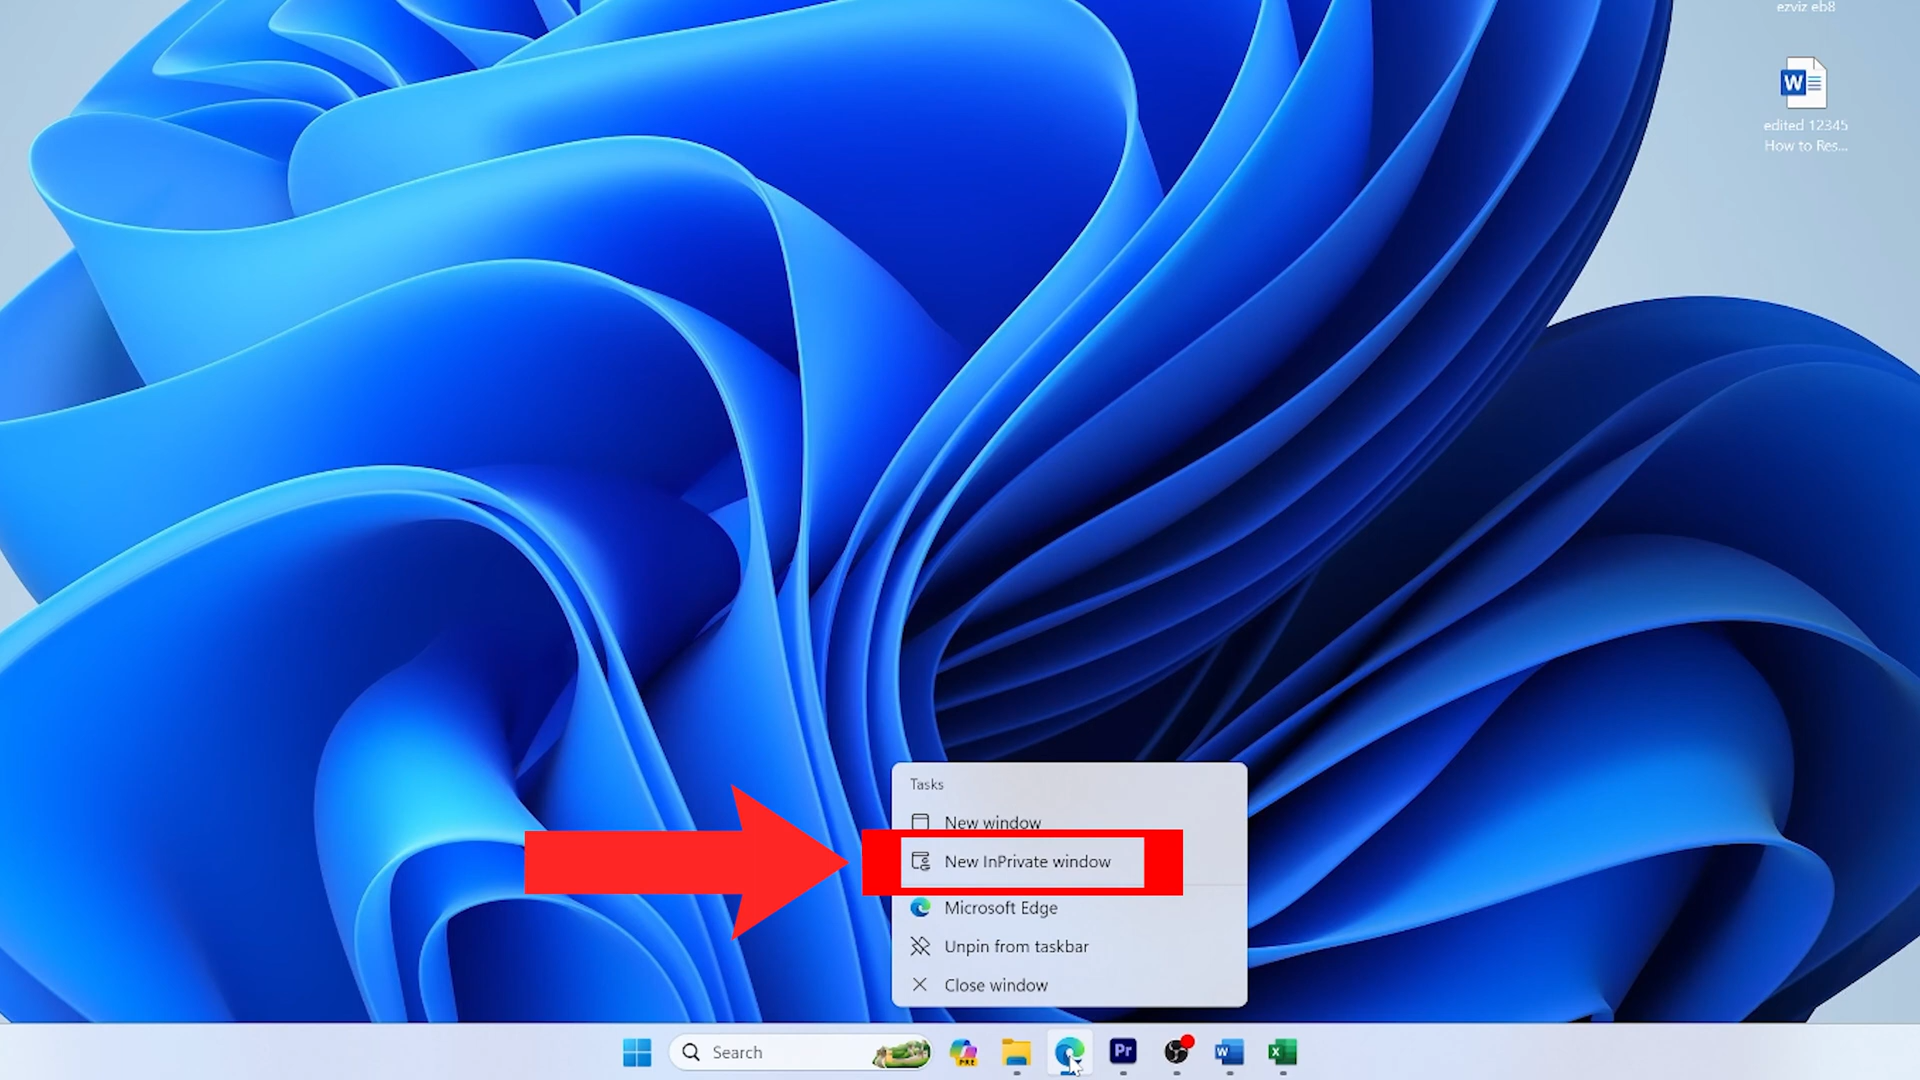 ezviz eb8
W
edited 12345
How to Res...
Tasks
New window
New InPrivate window
Microsoft Edge
Unpin from taskbar
Close window
Search
PRE
Pr
W
X